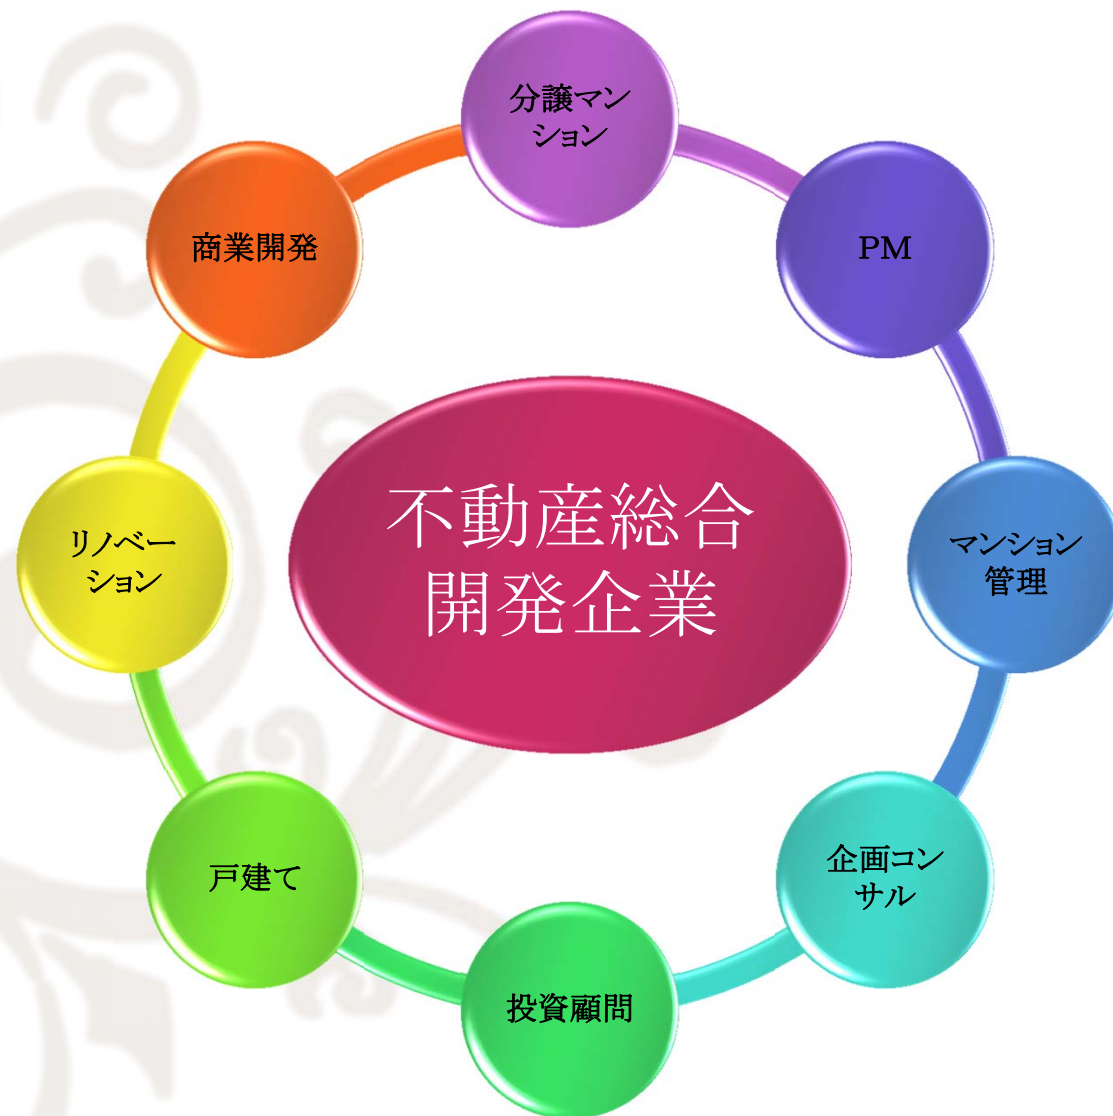 分譲マン
ション
PM
マンション
管理
企画コン
サル
投資顧問
戸建て
リノベー
ション
商業開発
不動産総合
開発企業